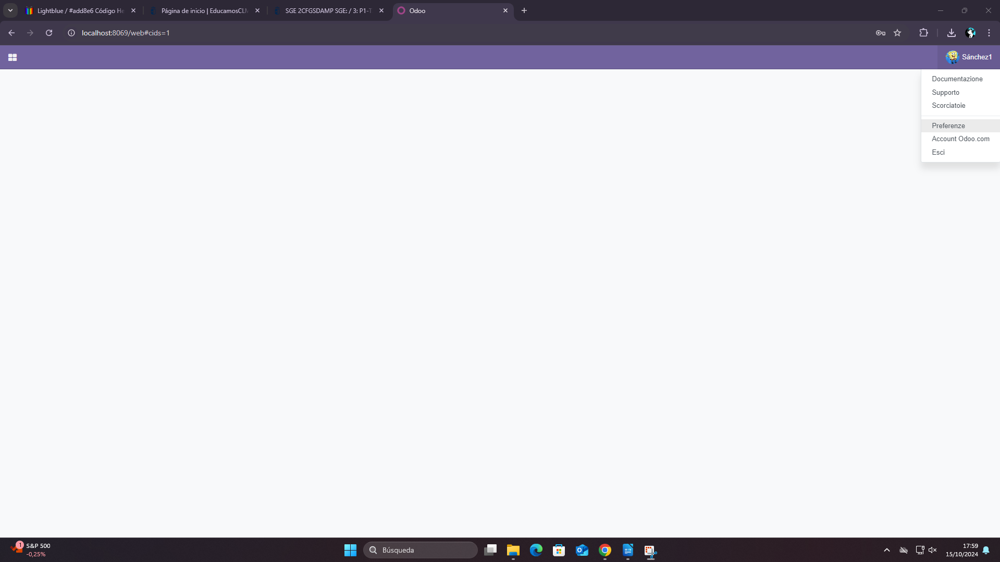 Lightblue / #add8e6 Código He
Página de inicio | EducamosCLM
SGE 2CFGSDAMP SGE: / 3: P1-T
Odoo
localhost:8069/web#cids=1
Sánchez1
Documentazione
Supporto
Scorciatoie
Preferenze
Account Odoo.com
Esci
1
S&P 500
-0,25%
Búsqueda
17:59
15/10/2024